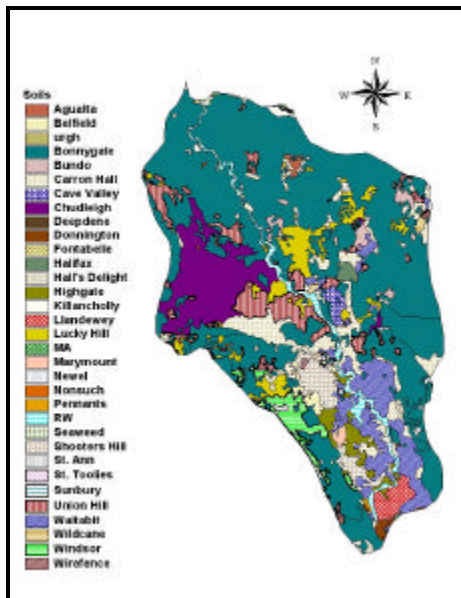 N
W E
S
Soils
Agualta
Belfield
urgh
Bonnygate
Bundo
Carron Hall
Cave Valley
Chudleigh
Deepdene
Donnington
Fontabelle
Halifax
Hall's Delight
Highgate
Killancholly
Llandewey
Lucky Hill
MA
Marymount
Newel
Nonsuch
Pennants
RW
Seaweed
Shooters Hill
St. Ann
St. Toolies
Sunbury
Union Hill
Waitabit
Wildcane
Windsor
Wirefence